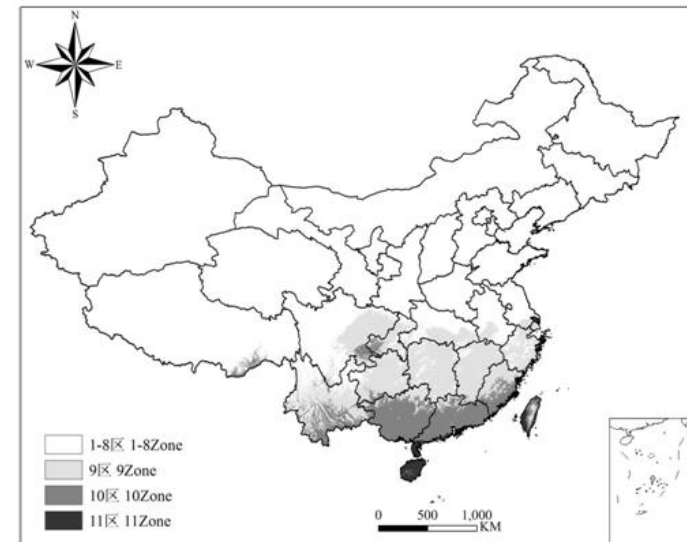 N
W E
S
1-8区 1-8Zone
9区 9Zone
10区 10Zone
11区 11Zone
0 500 1,000
KM